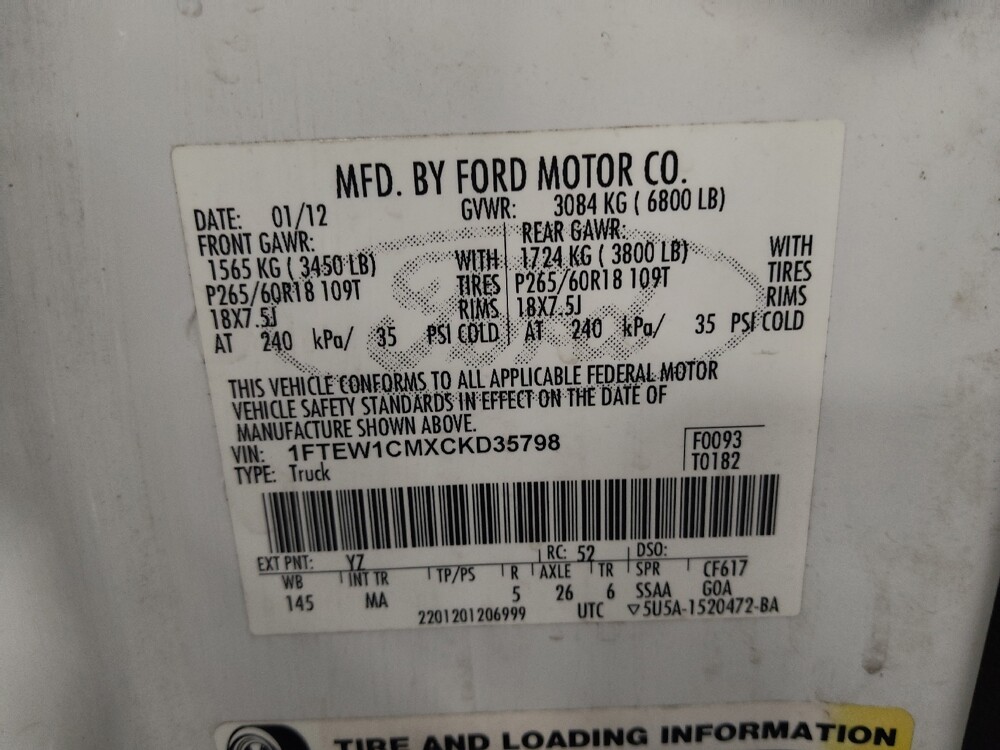 MFD. BY FORD MOTOR CO.
DATE: 01/12 GVWR: 3084 KG ( 6800 LB)
FRONT GAWR: REAR GAWR:
1565 KG ( 3450 LB) WITH 1724 KG ( 3800 LB) WITH
P265/60R18 109T TIRES P265/60R18 109T TIRES
18X7.5J RIMS 18X7.5J RIMS
AT 240 kPa/ 35 PSI COLD AT 240 kPa/ 35 PSI COLD
Ford
THIS VEHICLE CONFORMS TO ALL APPLICABLE FEDERAL MOTOR
VEHICLE SAFETY STANDARDS IN EFFECT ON THE DATE OF
MANUFACTURE SHOWN ABOVE.
VIN: 1FTEW1CMXCKD35798 F0093
TYPE: Truck T0182
EXT PNT: YZ RC: 52 DSO:
WB INT TR TP/PS R AXLE TR SPR CF617
145 MA 5 26 6 SSAA GOA
2201201206999 UTC ▽5U5A-1520472-BA
TIRE AND LOADING INFORMATION